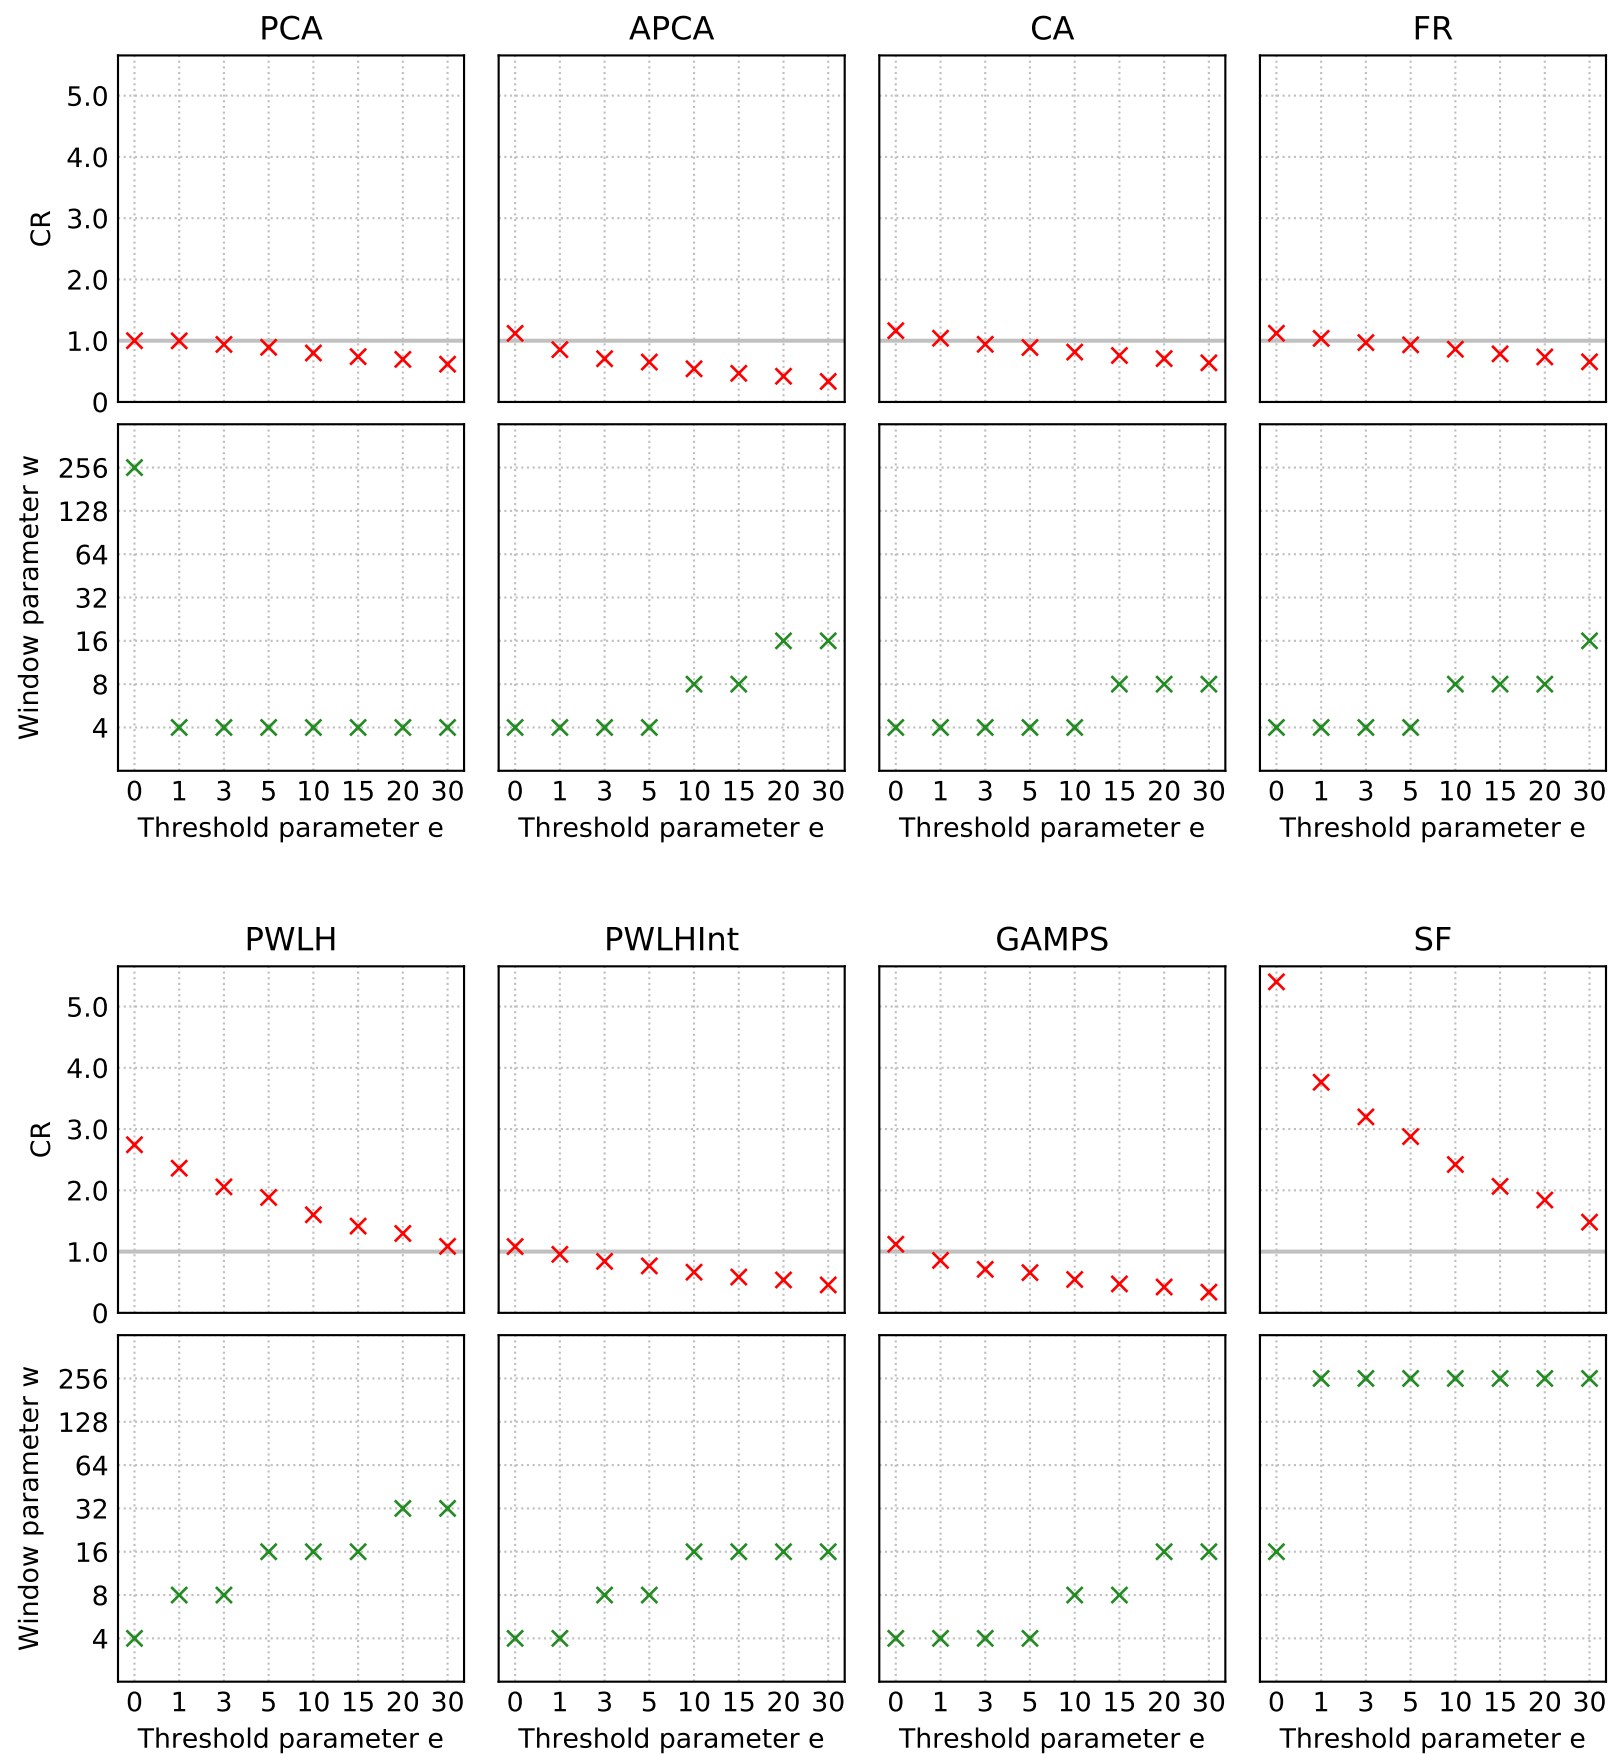 PCA APCA CA FR
5.0
4.0
3.0
2.0
1.0
0
CR
256
128
64
32
16
8
4
Window parameter w
0 1 3 5 10 15 20 30 0 1 3 5 10 15 20 30 0 1 3 5 10 15 20 30 0 1 3 5 10 15 20 30
Threshold parameter e Threshold parameter e Threshold parameter e Threshold parameter e
PWLH PWLHInt GAMPS SF
5.0
4.0
3.0
2.0
1.0
0
CR
256
128
64
32
16
8
4
Window parameter w
0 1 3 5 10 15 20 30 0 1 3 5 10 15 20 30 0 1 3 5 10 15 20 30 0 1 3 5 10 15 20 30
Threshold parameter e Threshold parameter e Threshold parameter e Threshold parameter e